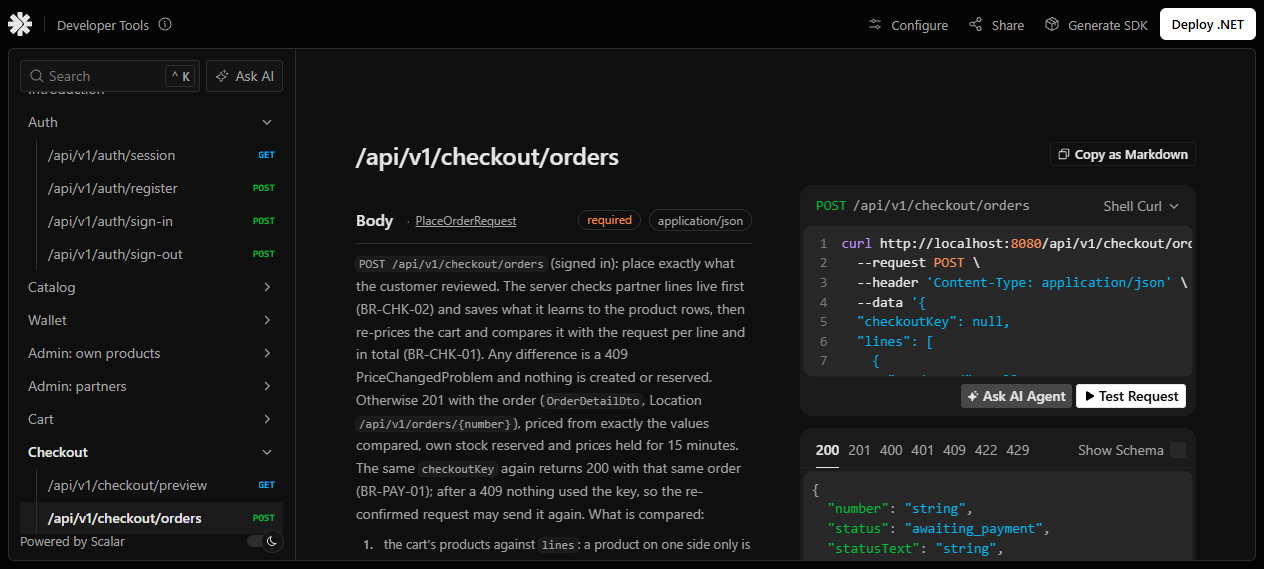 Developer Tools
Configure
Share
Generate SDK
Deploy .NET
Search
^ K
Ask AI
Introduction
Auth
/api/v1/auth/session GET
/api/v1/auth/register POST
/api/v1/auth/sign-in POST
/api/v1/auth/sign-out POST
Catalog
Wallet
Admin: own products
Admin: partners
Cart
Checkout
/api/v1/checkout/preview GET
/api/v1/checkout/orders POST
Powered by Scalar
/api/v1/checkout/orders
Copy as Markdown
Body · PlaceOrderRequest required application/json
POST /api/v1/checkout/orders (signed in): place exactly what
the customer reviewed. The server checks partner lines live first
(BR-CHK-02) and saves what it learns to the product rows, then
re-prices the cart and compares it with the request per line and
in total (BR-CHK-01). Any difference is a 409
PriceChangedProblem and nothing is created or reserved.
Otherwise 201 with the order (OrderDetailDto, Location
/api/v1/orders/{number}), priced from exactly the values
compared, own stock reserved and prices held for 15 minutes.
The same checkoutKey again returns 200 with that same order
(BR-PAY-01); after a 409 nothing used the key, so the re-
confirmed request may send it again. What is compared:
1. the cart's products against lines: a product on one side only is
POST /api/v1/checkout/orders Shell Curl
1 curl http://localhost:8080/api/v1/checkout/ord
2 --request POST \
3 --header 'Content-Type: application/json' \
4 --data '{
5 "checkoutKey": null,
6 "lines": [
7 {
Ask AI Agent
Test Request
200 201 400 401 409 422 429 Show Schema
{
"number": "string",
"status": "awaiting_payment",
"statusText": "string",